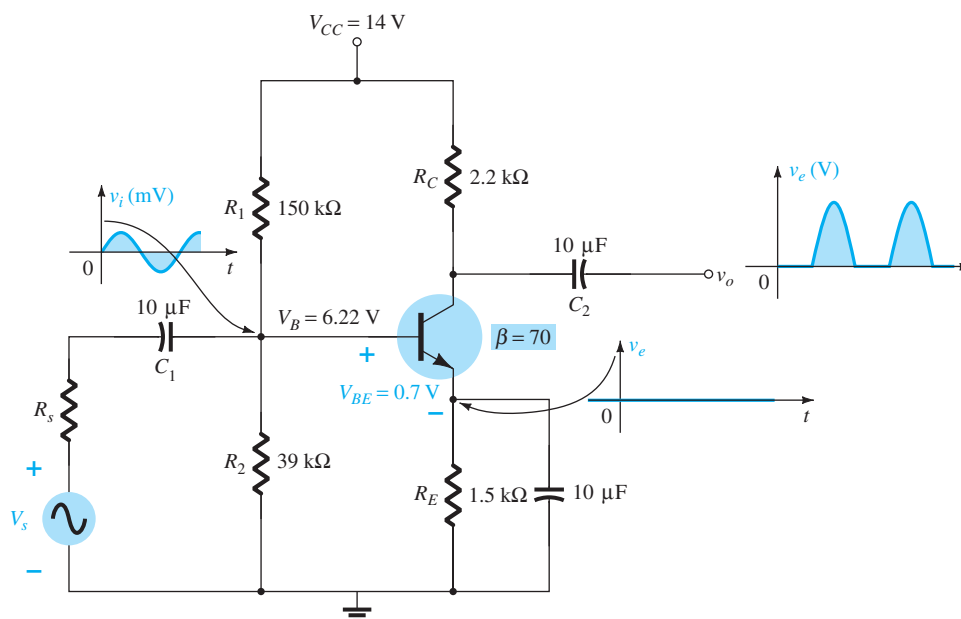 V_CC = 14 V
R_C
2.2 kΩ
v_e (V)
v_i (mV)
R_1
150 kΩ
0
t
10 μF
v_o
0
C_2
10 μF
V_B = 6.22 V
β = 70
C_1
+
v_e
V_BE = 0.7 V
–
0
t
R_s
+
R_2
39 kΩ
R_E
1.5 kΩ
10 μF
V_s
–